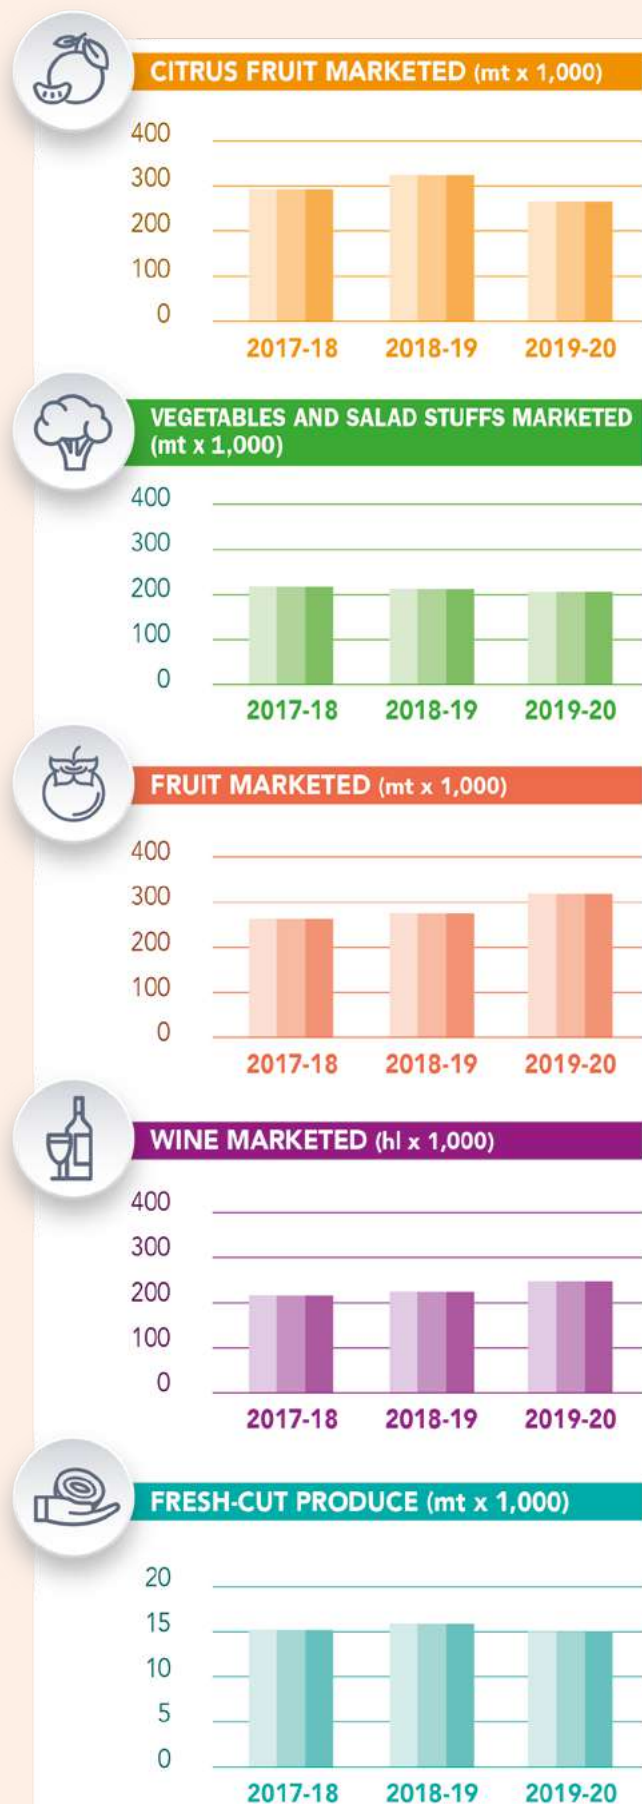 CITRUS FRUIT MARKETED (mt x 1,000)
400
300
200
100
0
2017-18 2018-19 2019-20
VEGETABLES AND SALAD STUFFS MARKETED
(mt x 1,000)
400
300
200
100
0
2017-18 2018-19 2019-20
FRUIT MARKETED (mt x 1,000)
400
300
200
100
0
2017-18 2018-19 2019-20
WINE MARKETED (hl x 1,000)
400
300
200
100
0
2017-18 2018-19 2019-20
FRESH-CUT PRODUCE (mt x 1,000)
20
15
10
5
0
2017-18 2018-19 2019-20